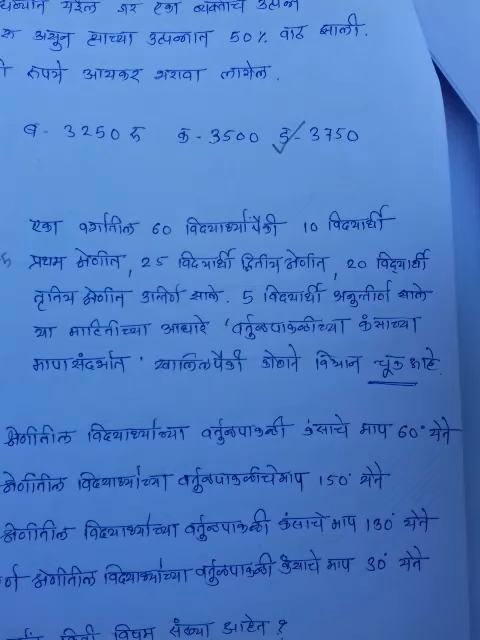 भरेल जर एका व्यक्तीचे उत्पन्न
रु असुन त्याच्या उत्पन्नात 50% वाढ झाली.
रुपये आयकर भरावा लागेल.
ब - 3250 रु क - 3500 ड - 3750
एका वर्गातील 60 विद्यार्थ्यांपैकी 10 विद्यार्थी
प्रथम श्रेणीत, 25 विद्यार्थी द्वितीय श्रेणीत, 20 विद्यार्थी
तृतिय श्रेणीत उत्तीर्ण झाले. 5 विद्यार्थी अनुत्तीर्ण झाले
या माहितीच्या आधारे 'वर्तुळपाकळीच्या कंसाच्या
मापासंदर्भात' खालिलपैकी कोणते विधान चूक आहे.
श्रेणीतील विद्यार्थ्यांच्या वर्तुळपाकळी कंसाचे माप 60° येते
श्रेणीतील विद्यार्थ्यांच्या वर्तुळपाकळीचे माप 150° येते
श्रेणीतील विद्यार्थ्यांच्या वर्तुळपाकळी कंसाचे माप 130° येते
श्रेणीतील विद्यार्थ्यांच्या वर्तुळपाकळी कंसाचे माप 30° येते
किती विषम संख्या आहेत ?